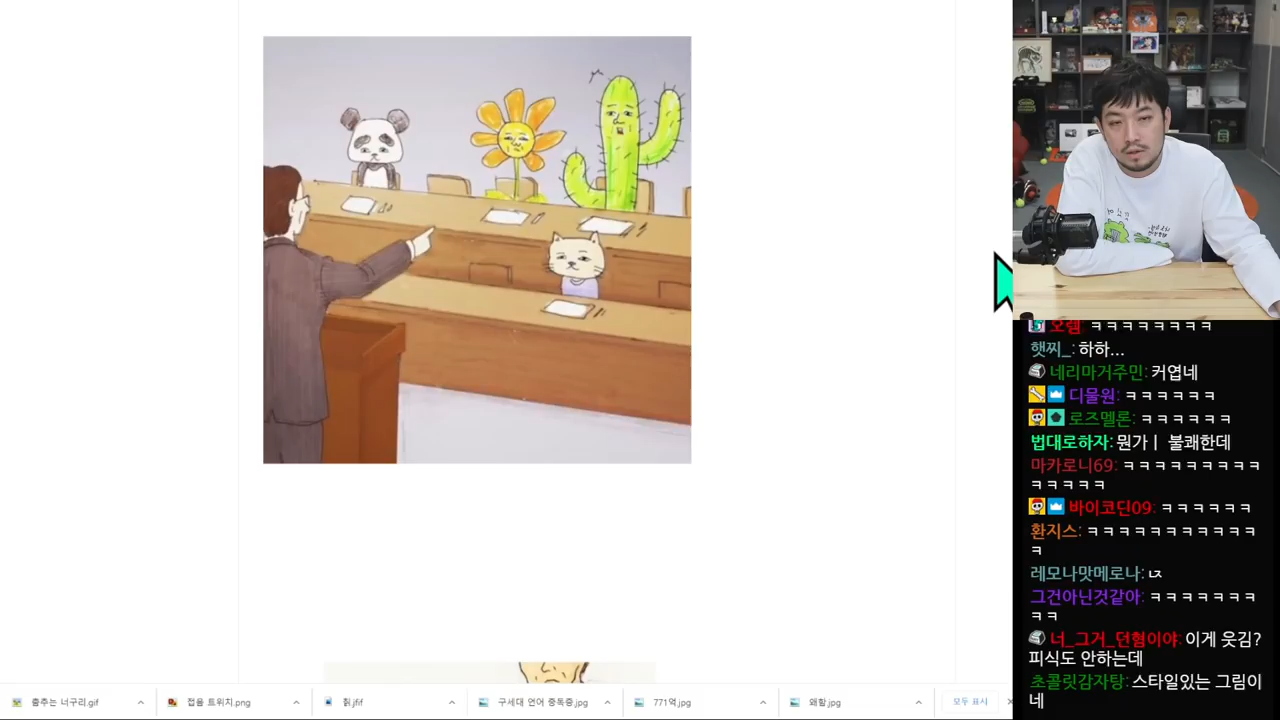 오렘: ㅋㅋㅋㅋㅋㅋㅋㅋ
햇찌_: 하하...
네리마거주민: 커엽네
디물원: ㅋㅋㅋㅋㅋㅋ
로즈멜론: ㅋㅋㅋㅋㅋㅋ
법대로하자: 뭔가ㅣ 불쾌한데
마카로니69: ㅋㅋㅋㅋㅋㅋㅋㅋㅋ
ㅋㅋㅋㅋㅋ
바이코딘09: ㅋㅋㅋㅋㅋㅋ
환지스: ㅋㅋㅋㅋㅋㅋㅋㅋㅋㅋㅋ
ㅋ
레모나맛메로나: ㄳ
그건아닌것같아: ㅋㅋㅋㅋㅋㅋㅋ
ㅋㅋ
너_그거_던혐이야: 이게 웃김?
피식도 안하는데
초콜릿감자탕: 스타일있는 그림이
네
춤추는 너구리.gif
접음 트위치.png
칡.jfif
구세대 언어 중독증.jpg
771역.jpg
왜함.jpg
모두 표시